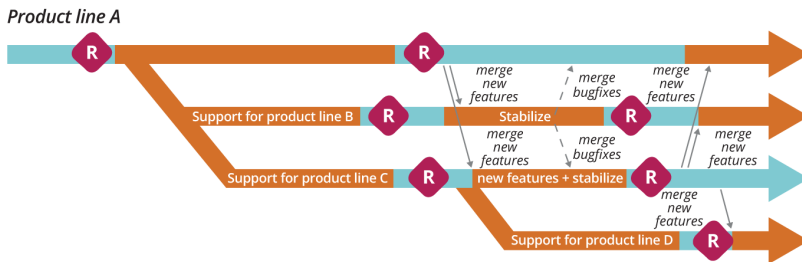 Product line A
R
R
merge
new
features
merge
bugfixes
merge
new
features
Support for product line B
R
Stabilize
R
merge
new
features
merge
bugfixes
merge
new
features
Support for product line C
R
new features + stabilize
R
merge
new
features
Support for product line D
R